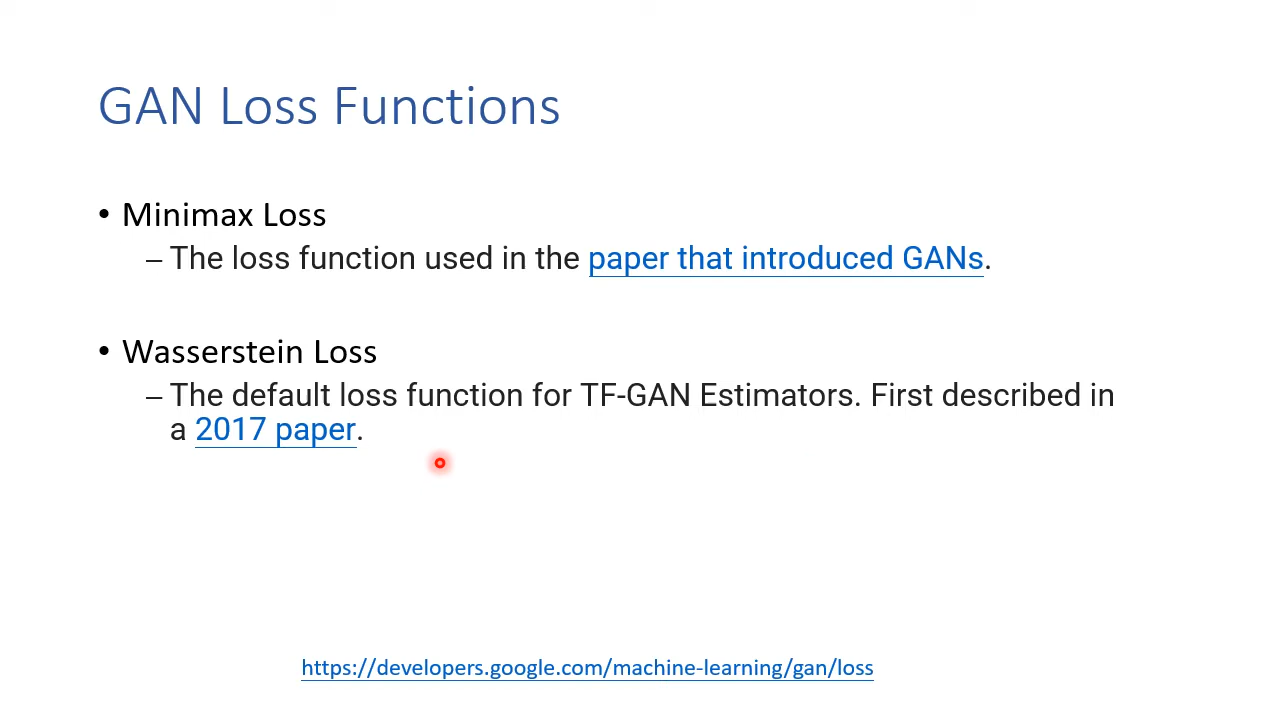 GAN Loss Functions
• Minimax Loss
– The loss function used in the paper that introduced GANs.
• Wasserstein Loss
– The default loss function for TF-GAN Estimators. First described in
a 2017 paper.
https://developers.google.com/machine-learning/gan/loss